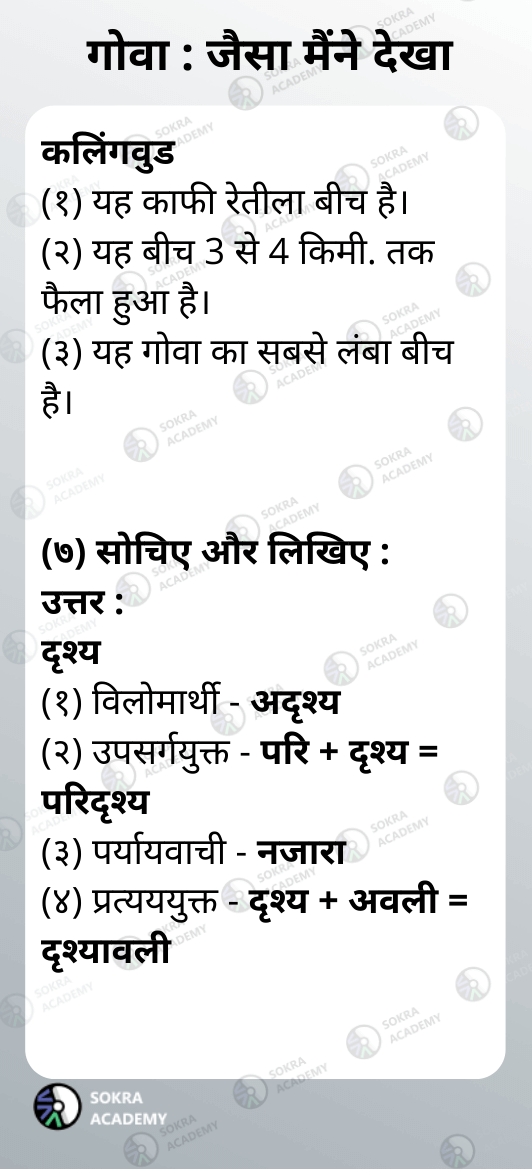 गोवा : जैसा मैंने देखा
कलिंगवुड
(१) यह काफी रेतीला बीच है।
(२) यह बीच 3 से 4 किमी. तक
फैला हुआ है।
(३) यह गोवा का सबसे लंबा बीच
है।
(७) सोचिए और लिखिए :
उत्तर :
दृश्य
(१) विलोमार्थी - अदृश्य
(२) उपसर्गयुक्त - परि + दृश्य =
परिदृश्य
(३) पर्यायवाची - नजारा
(४) प्रत्यययुक्त - दृश्य + अवली =
दृश्यावली
SOKRA
ACADEMY